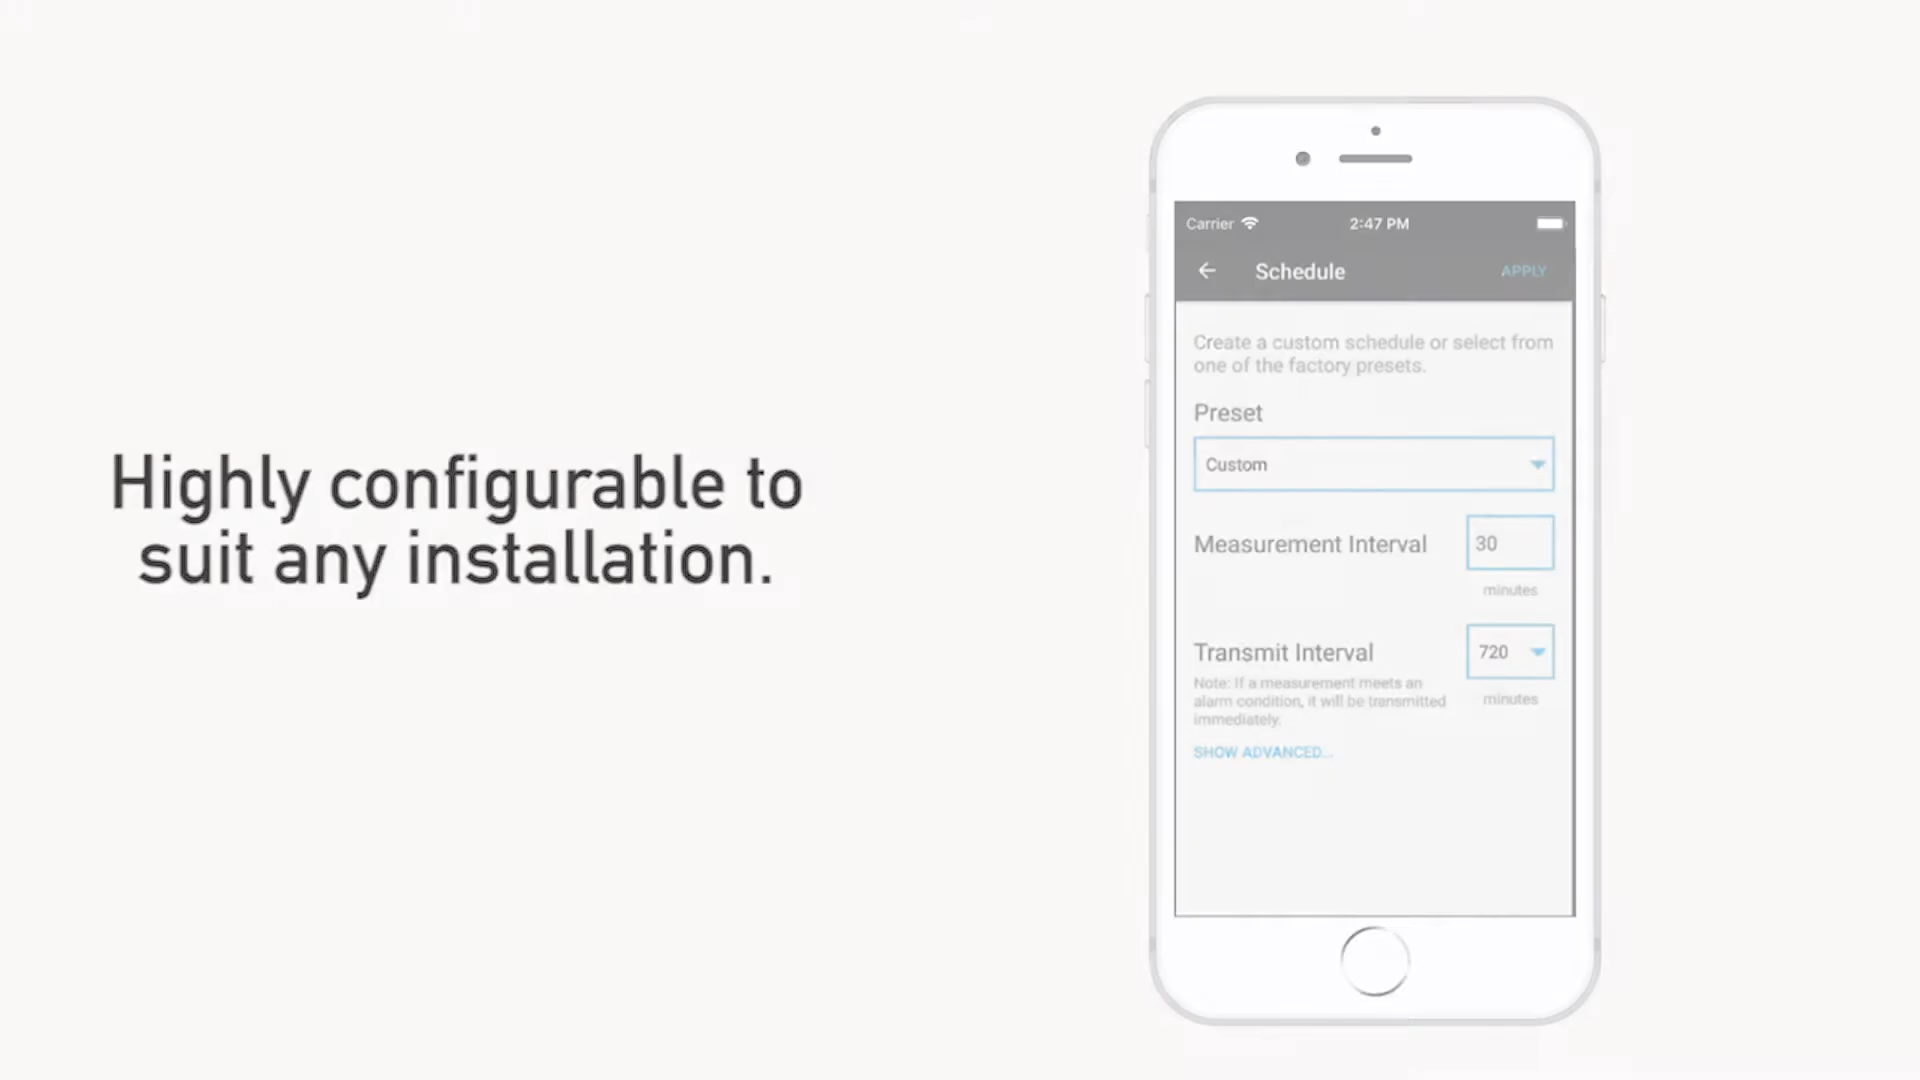 Highly configurable to
suit any installation.
Carrier
2:47 PM
Schedule
APPLY
Create a custom schedule or select from
one of the factory presets.
Preset
Custom
Measurement Interval
30
minutes
Transmit Interval
720
minutes
Note: If a measurement meets an
alarm condition, it will be transmitted
immediately.
SHOW ADVANCED...